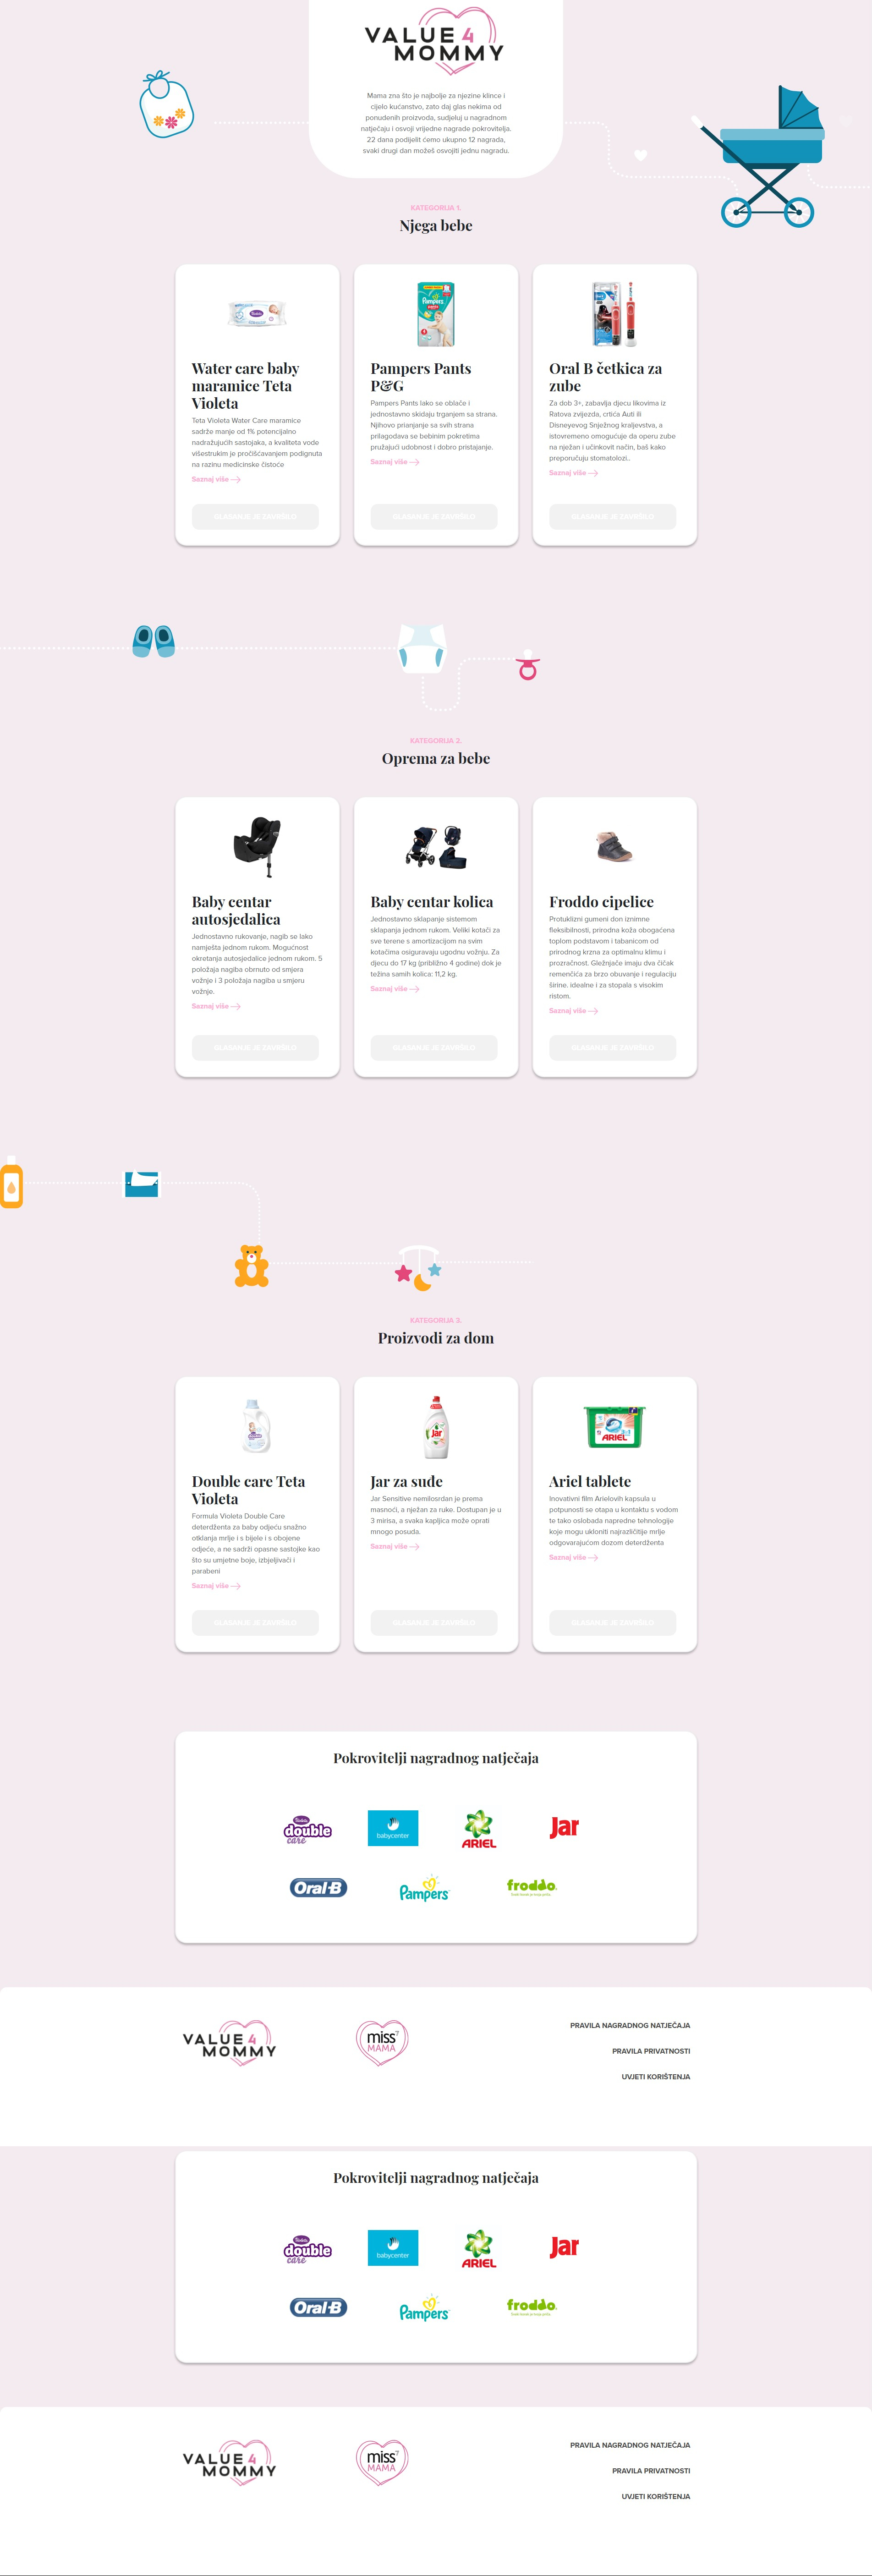 VALUE 4
MOMMY
Mama zna što je najbolje za njezine klince i
cijelo kućanstvo, zato daj glas nekima od
ponuđenih proizvoda, sudjeluj u nagradnom
natječaju i osvoji vrijedne nagrade pokrovitelja.
22 dana podijelit ćemo ukupno 12 nagrada,
svaki drugi dan možeš osvojiti jednu nagradu.
KATEGORIJA 1.
Njega bebe
Water care baby
maramice Teta
Violeta
Teta Violeta Water Care maramice
sadrže manje od 1% potencijalno
nadražujućih sastojaka, a kvaliteta vode
višestrukim je pročišćavanjem podignuta
na razinu medicinske čistoće
Saznaj više
GLASANJE JE ZAVRŠILO
Pampers
Pampers Pants
P&G
Pampers Pants lako se oblače i
jednostavno skidaju trganjem sa strana.
Njihovo prianjanje sa svih strana
prilagođava se bebinim pokretima
pružajući udobnost i dobro pristajanje.
Saznaj više
GLASANJE JE ZAVRŠILO
Oral B četkica za
zube
Za dob 3+, zabavlja djecu likovima iz
Ratova zvijezda, crtića Auti ili
Disneyevog Snježnog kraljevstva, a
istovremeno omogućuje da operu zube
na nježan i učinkovit način, baš kako
preporučuju stomatolozi..
Saznaj više
GLASANJE JE ZAVRŠILO
KATEGORIJA 2.
Oprema za bebe
Baby centar
autosjedalica
Jednostavno rukovanje, nagib se lako
namješta jednom rukom. Mogućnost
okretanja autosjedalice jednom rukom. 5
položaja nagiba obrnuto od smjera
vožnje i 3 položaja nagiba u smjeru
vožnje.
Saznaj više
GLASANJE JE ZAVRŠILO
Baby centar kolica
Jednostavno sklapanje sistemom
sklapanja jednom rukom. Veliki kotači za
sve terene s amortizacijom na svim
kotačima osiguravaju ugodnu vožnju. Za
djecu do 17 kg (približno 4 godine) dok je
težina samih kolica: 11,2 kg.
Saznaj više
GLASANJE JE ZAVRŠILO
Froddo cipelice
Protuklizni gumeni đon iznimne
fleksibilnosti, prirodna koža obogaćena
toplom podstavom i tabanicom od
prirodnog krzna za optimalnu klimu i
prozračnost. Gležnjače imaju dva čičak
remenčića za brzo obuvanje i regulaciju
širine. idealne i za stopala s visokim
ristom.
Saznaj više
GLASANJE JE ZAVRŠILO
KATEGORIJA 3.
Proizvodi za dom
Double care Teta
Violeta
Formula Violeta Double Care
deterdženta za baby odjeću snažno
otklanja mrlje i s bijele i s obojene
odjeće, a ne sadrži opasne sastojke kao
što su umjetne boje, izbjeljivači i
parabeni
Saznaj više
GLASANJE JE ZAVRŠILO
Jar
Jar za suđe
Jar Sensitive nemilosrdan je prema
masnoći, a nježan za ruke. Dostupan je u
3 mirisa, a svaka kapljica može oprati
mnogo posuđa.
Saznaj više
GLASANJE JE ZAVRŠILO
ARIEL
Ariel tablete
Inovativni film Arielovih kapsula u
potpunosti se otapa u kontaktu s vodom
te tako oslobađa napredne tehnologije
koje mogu ukloniti najrazličitije mrlje
odgovarajućom dozom deterdženta
Saznaj više
GLASANJE JE ZAVRŠILO
Pokrovitelji nagradnog natječaja
Violeta double care
babycenter
ARIEL
Jar
Oral-B
Pampers
froddo
VALUE 4
MOMMY
miss7
MAMA
PRAVILA NAGRADNOG NATJEČAJA
PRAVILA PRIVATNOSTI
UVJETI KORIŠTENJA
Pokrovitelji nagradnog natječaja
Violeta double care
babycenter
ARIEL
Jar
Oral-B
Pampers
froddo
VALUE 4
MOMMY
miss7
MAMA
PRAVILA NAGRADNOG NATJEČAJA
PRAVILA PRIVATNOSTI
UVJETI KORIŠTENJA